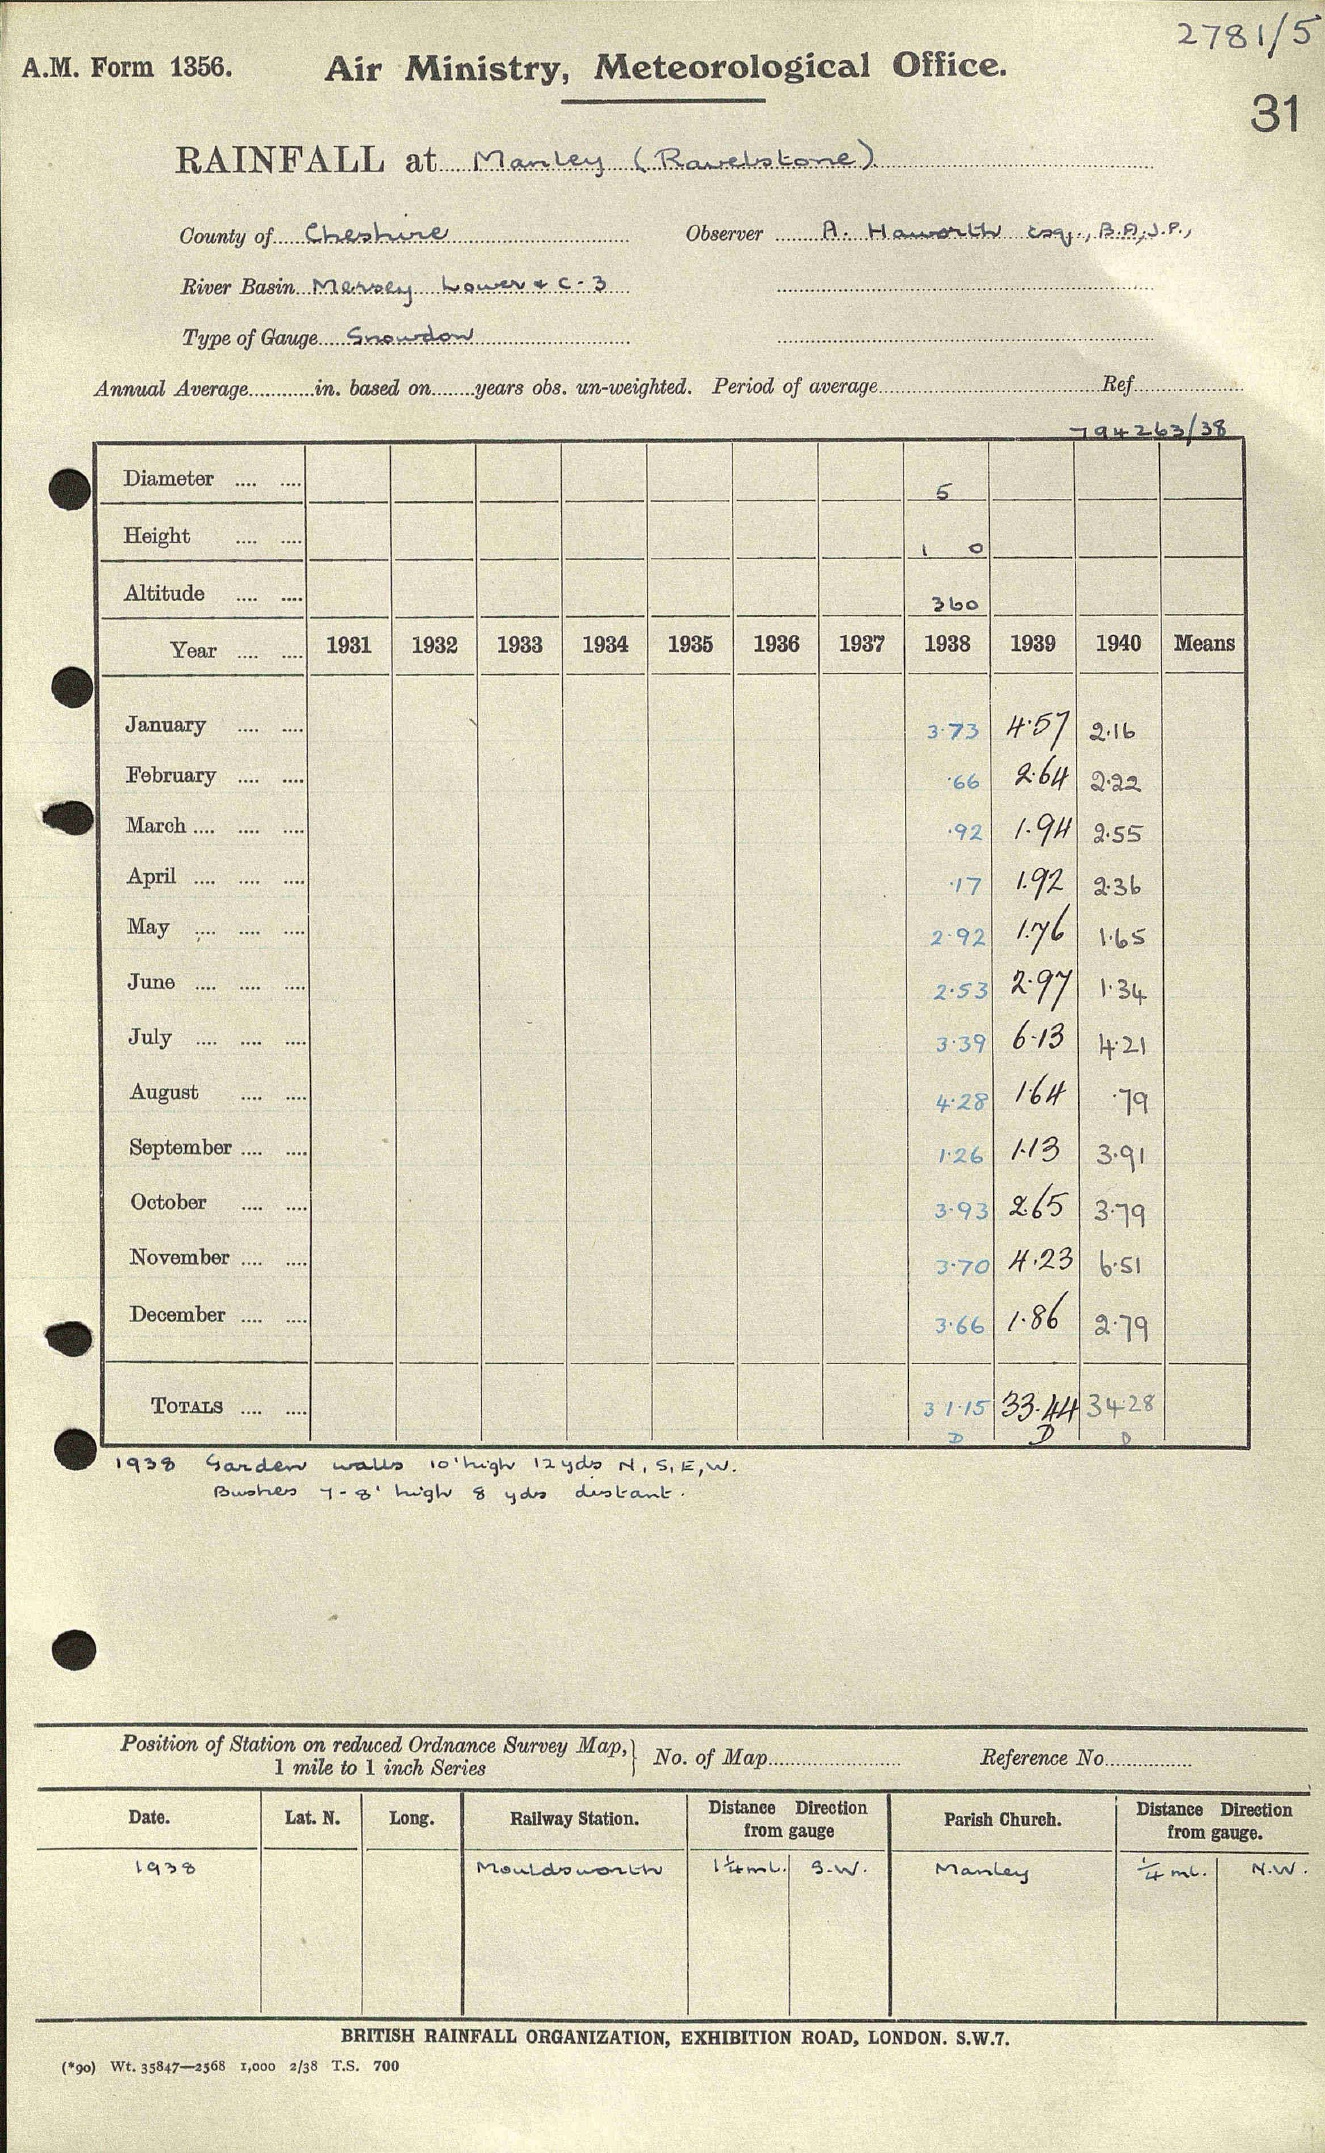 2781/5
A.M. Form 1356. Air Ministry, Meteorological Office.
31
RAINFALL at Manley (Ravelstone)
County of Cheshire Observer A. Haworth Esq., B.A, J.P.,
River Basin Mersey Lower & C-3
Type of Gauge Snowdon
Annual Average............in. based on.......years obs. un-weighted. Period of average.......... Ref..........
794263/38
Diameter .... .... 5
Height .... .... 1 0
Altitude .... .... 360
Year .... .... 1931 1932 1933 1934 1935 1936 1937 1938 1939 1940 Means
January .... .... 3·73 4·57 2·16
February .... .... ·66 2·64 2·22
March .... .... .... ·92 1·94 2·55
April .... .... .... ·17 1·92 2·36
May .... .... .... 2·92 1·76 1·65
June .... .... .... 2·53 2·97 1·34
July .... .... .... 3·39 6·13 4·21
August .... .... 4·28 1·64 ·79
September .... .... 1·26 1·13 3·91
October .... .... 3·93 2·65 3·79
November .... .... 3·70 4·23 6·51
December .... .... 3·66 1·86 2·79
TOTALS .... .... 31·15 33·44 34·28
D D D
1938 Garden walls 10' high 12 yds N, S, E, W.
Bushes 7-8' high 8 yds distant.
Position of Station on reduced Ordnance Survey Map,} No. of Map.......... Reference No..........
1 mile to 1 inch Series
Date. Lat. N. Long. Railway Station. Distance Direction from gauge Parish Church. Distance Direction from gauge.
1938 Mouldsworth 1¼ ml. S.W. Manley ¼ ml. N.W.
BRITISH RAINFALL ORGANIZATION, EXHIBITION ROAD, LONDON. S.W.7.
(*90) Wt. 35847—2568 1,000 2/38 T.S. 700